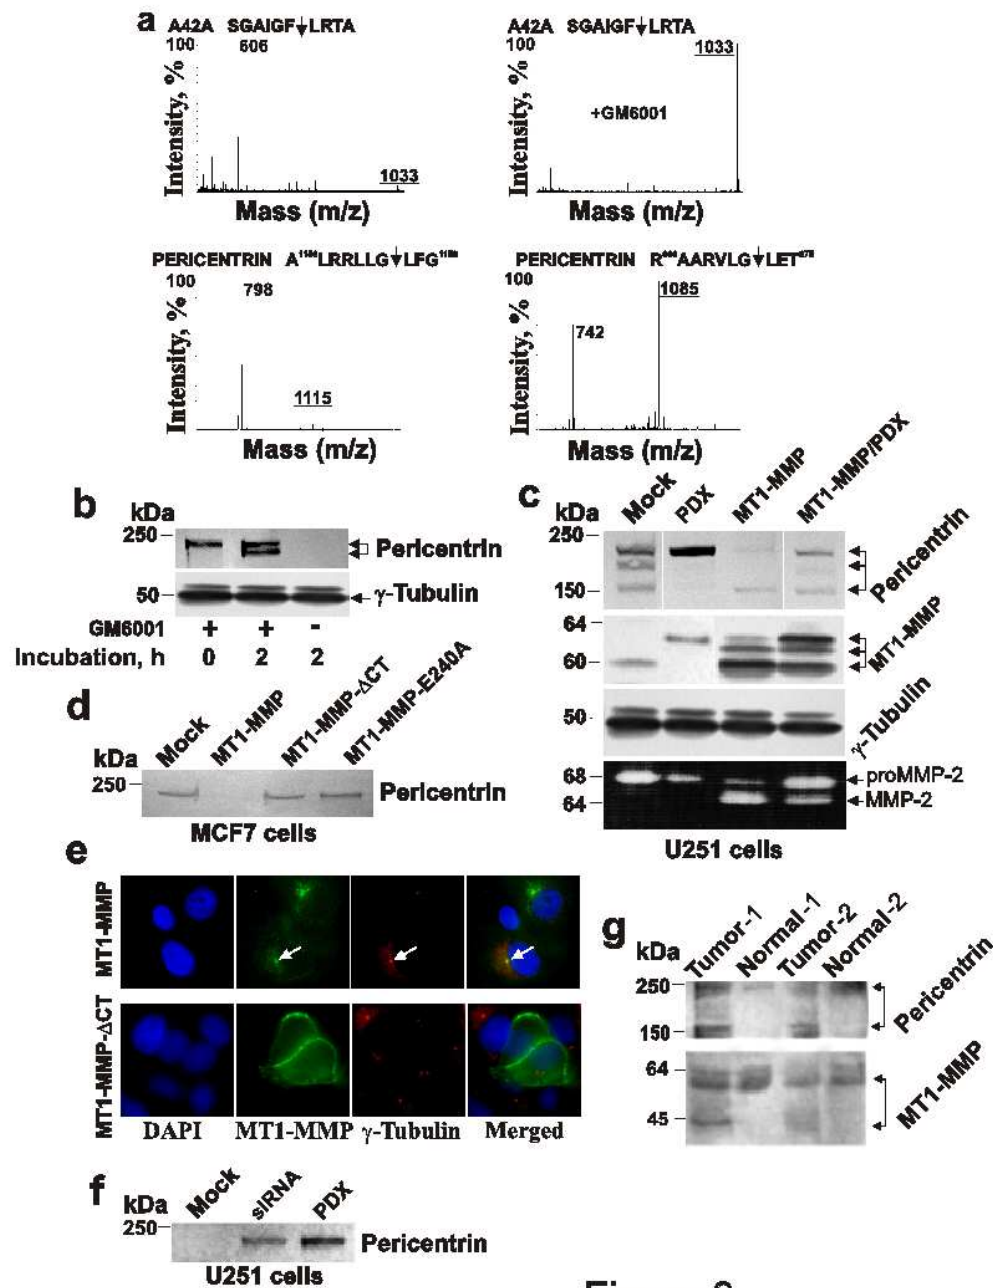 a
A42A SGAIGF↓LRTA
100
606
1033
Intensity, %
Mass (m/z)
A42A SGAIGF↓LRTA
100
1033
+GM6001
Intensity, %
Mass (m/z)
PERICENTRIN A LRRLLG↓LFG
100
798
1115
Intensity, %
Mass (m/z)
PERICENTRIN R AARVLG↓LET
100
1085
742
Intensity, %
Mass (m/z)
b
kDa
250
Pericentrin
50
γ-Tubulin
GM6001 + + -
Incubation, h 0 2 2
c
Mock PDX MT1-MMP MT1-MMP/PDX
kDa
250
150
Pericentrin
64
60
MT1-MMP
50
γ-Tubulin
68
64
proMMP-2
MMP-2
U251 cells
d
Mock MT1-MMP MT1-MMP-ΔCT MT1-MMP-E240A
kDa
250
Pericentrin
MCF7 cells
e
MT1-MMP
MT1-MMP-ΔCT
DAPI MT1-MMP γ-Tubulin Merged
f
Mock siRNA PDX
kDa
250
Pericentrin
U251 cells
g
Tumor-1 Normal-1 Tumor-2 Normal-2
kDa
250
150
Pericentrin
64
45
MT1-MMP